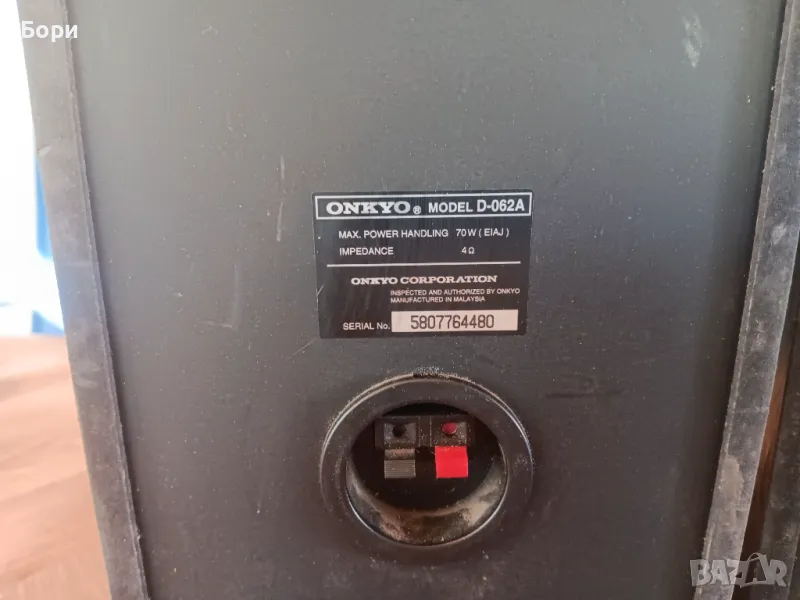 Бори
ONKYO® MODEL D-062A
MAX. POWER HANDLING 70W ( EIAJ )
IMPEDANCE 4Ω
ONKYO CORPORATION
INSPECTED AND AUTHORIZED BY ONKYO
MANUFACTURED IN MALAYSIA
SERIAL No. 5807764480
BAZAR